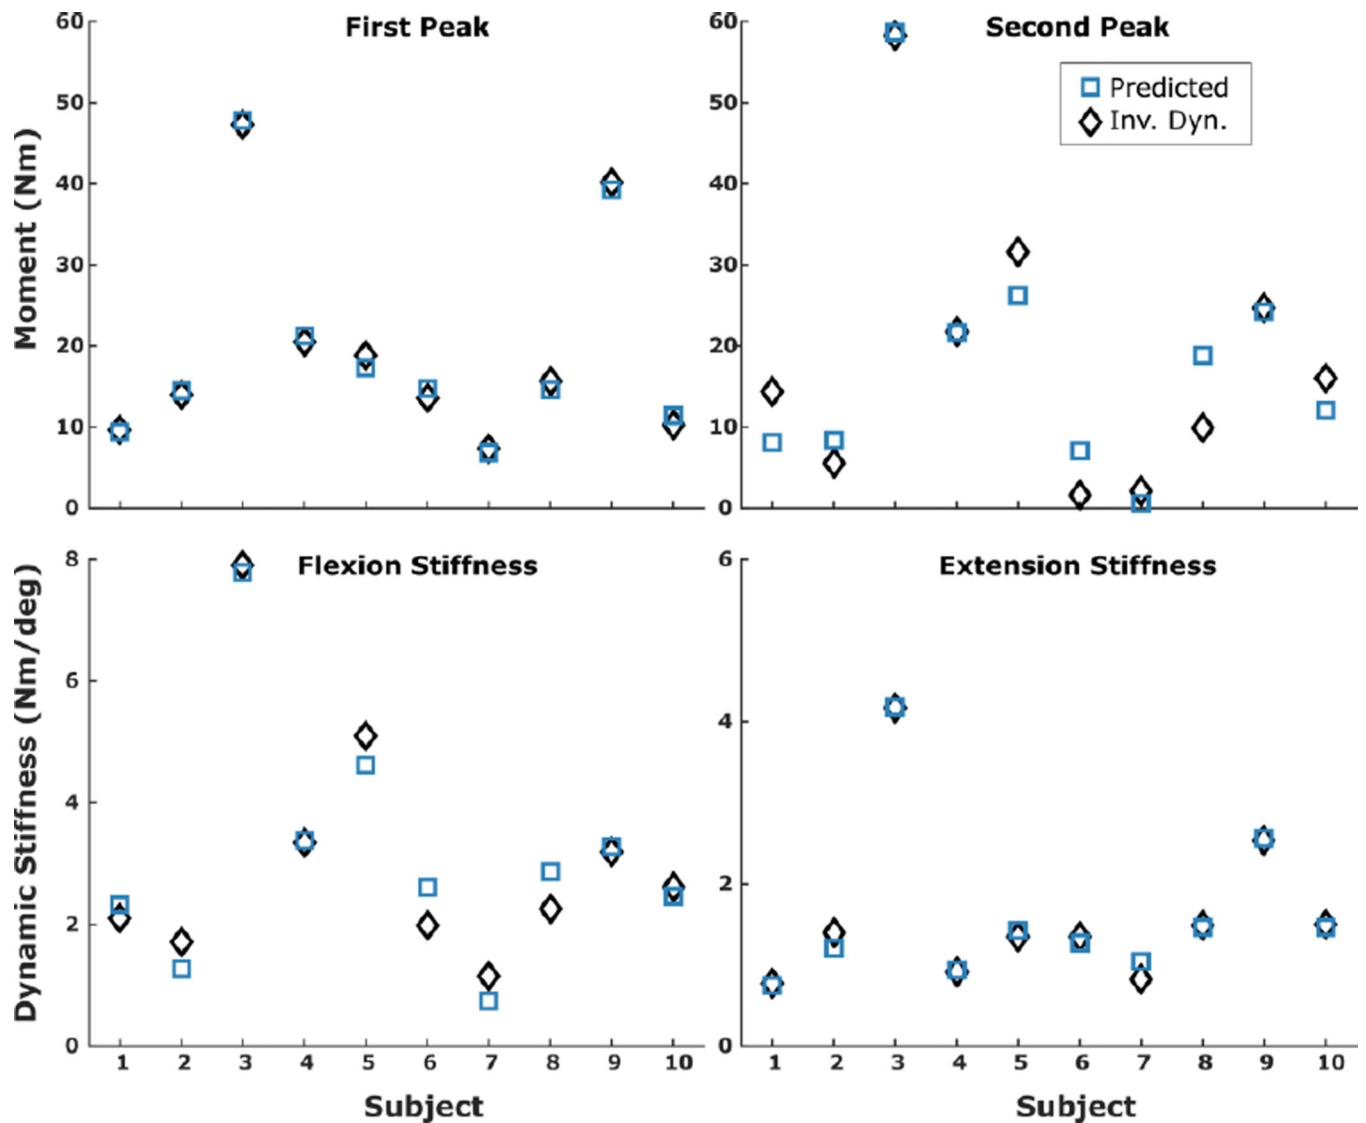 First Peak
Second Peak
Predicted
Inv. Dyn.
Moment (Nm)
60
50
40
30
20
10
0
60
50
40
30
20
10
0
Flexion Stiffness
Extension Stiffness
Dynamic Stiffness (Nm/deg)
8
6
4
2
0
6
4
2
0
1 2 3 4 5 6 7 8 9 10
1 2 3 4 5 6 7 8 9 10
Subject
Subject